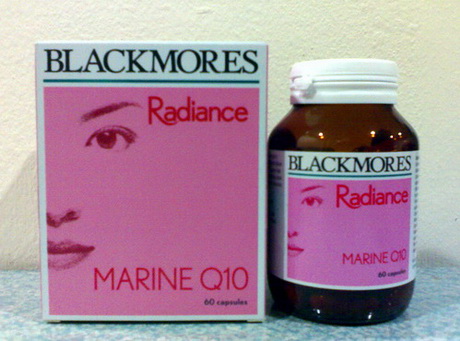 BLACKMORES
Radiance
MARINE Q10
60 capsules
BLACKMORES
Radiance
MARINE Q10
60 capsules